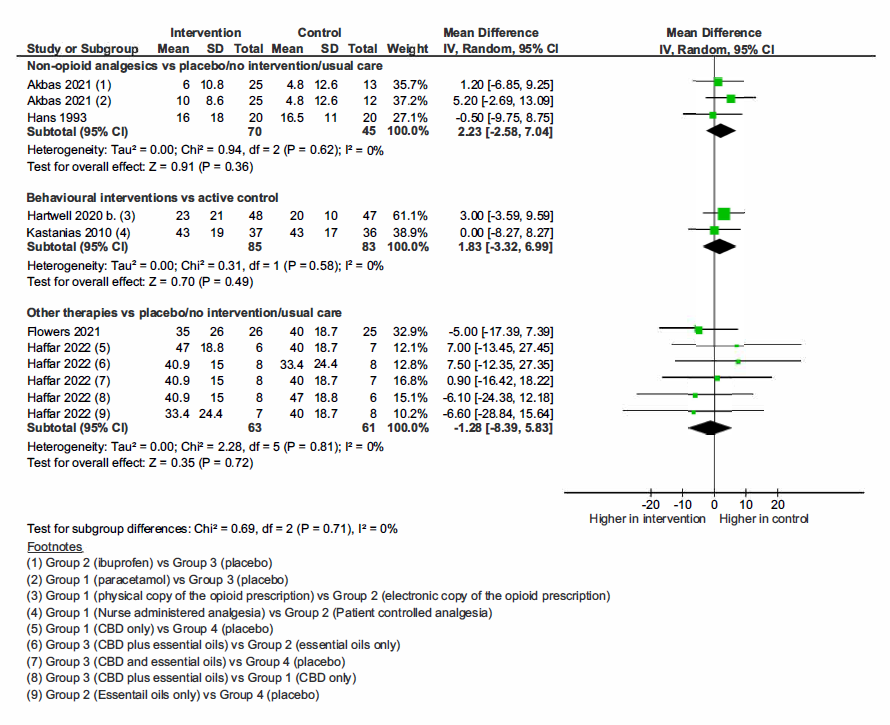 Intervention Control Mean Difference Mean Difference
Study or Subgroup Mean SD Total Mean SD Total Weight IV, Random, 95% CI IV, Random, 95% CI
Non-opioid analgesics vs placebo/no intervention/usual care
Akbas 2021 (1) 6 10.8 25 4.8 12.6 13 35.7% 1.20 [-6.85, 9.25]
Akbas 2021 (2) 10 8.6 25 4.8 12.6 12 37.2% 5.20 [-2.69, 13.09]
Hans 1993 16 18 20 16.5 11 20 27.1% -0.50 [-9.75, 8.75]
Subtotal (95% CI) 70 45 100.0% 2.23 [-2.58, 7.04]
Heterogeneity: Tau² = 0.00; Chi² = 0.94, df = 2 (P = 0.62); I² = 0%
Test for overall effect: Z = 0.91 (P = 0.36)
Behavioural interventions vs active control
Hartwell 2020 b. (3) 23 21 48 20 10 47 61.1% 3.00 [-3.59, 9.59]
Kastanias 2010 (4) 43 19 37 43 17 36 38.9% 0.00 [-8.27, 8.27]
Subtotal (95% CI) 85 83 100.0% 1.83 [-3.32, 6.99]
Heterogeneity: Tau² = 0.00; Chi² = 0.31, df = 1 (P = 0.58); I² = 0%
Test for overall effect: Z = 0.70 (P = 0.49)
Other therapies vs placebo/no intervention/usual care
Flowers 2021 35 26 26 40 18.7 25 32.9% -5.00 [-17.39, 7.39]
Haffar 2022 (5) 47 18.8 6 40 18.7 7 12.1% 7.00 [-13.45, 27.45]
Haffar 2022 (6) 40.9 15 8 33.4 24.4 8 12.8% 7.50 [-12.35, 27.35]
Haffar 2022 (7) 40.9 15 8 40 18.7 7 16.8% 0.90 [-16.42, 18.22]
Haffar 2022 (8) 40.9 15 8 47 18.8 6 15.1% -6.10 [-24.38, 12.18]
Haffar 2022 (9) 33.4 24.4 7 40 18.7 8 10.2% -6.60 [-28.84, 15.64]
Subtotal (95% CI) 63 61 100.0% -1.28 [-8.39, 5.83]
Heterogeneity: Tau² = 0.00; Chi² = 2.28, df = 5 (P = 0.81); I² = 0%
Test for overall effect: Z = 0.35 (P = 0.72)
-20 -10 0 10 20
Higher in intervention Higher in control
Test for subgroup differences: Chi² = 0.69, df = 2 (P = 0.71), I² = 0%
Footnotes
(1) Group 2 (ibuprofen) vs Group 3 (placebo)
(2) Group 1 (paracetamol) vs Group 3 (placebo)
(3) Group 1 (physical copy of the opioid prescription) vs Group 2 (electronic copy of the opioid prescription)
(4) Group 1 (Nurse administered analgesia) vs Group 2 (Patient controlled analgesia)
(5) Group 1 (CBD only) vs Group 4 (placebo)
(6) Group 3 (CBD plus essential oils) vs Group 2 (essential oils only)
(7) Group 3 (CBD and essential oils) vs Group 4 (placebo)
(8) Group 3 (CBD plus essential oils) vs Group 1 (CBD only)
(9) Group 2 (Essentail oils only) vs Group 4 (placebo)